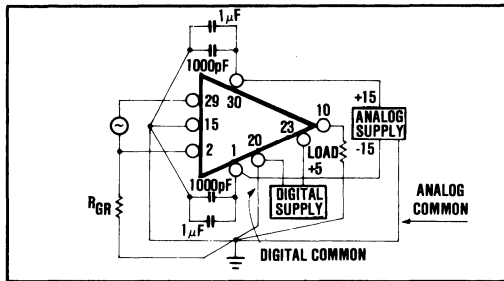 1μF
1000pF
29
30
15
2
1
20
23
10
+15
ANALOG
SUPPLY
-15
LOAD
+5
1000pF
DIGITAL
SUPPLY
RGR
1μF
ANALOG
COMMON
DIGITAL COMMON